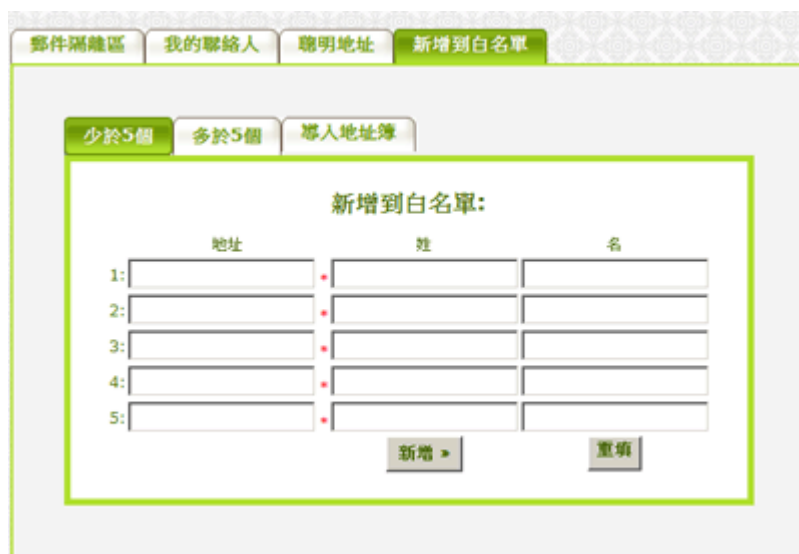 郵件隔離區 我的聯絡人 聰明地址 新增到白名單
少於5個 多於5個 導入地址簿
新增到白名單:
地址 姓 名
1: *
2: *
3: *
4: *
5: *
新增 » 重填